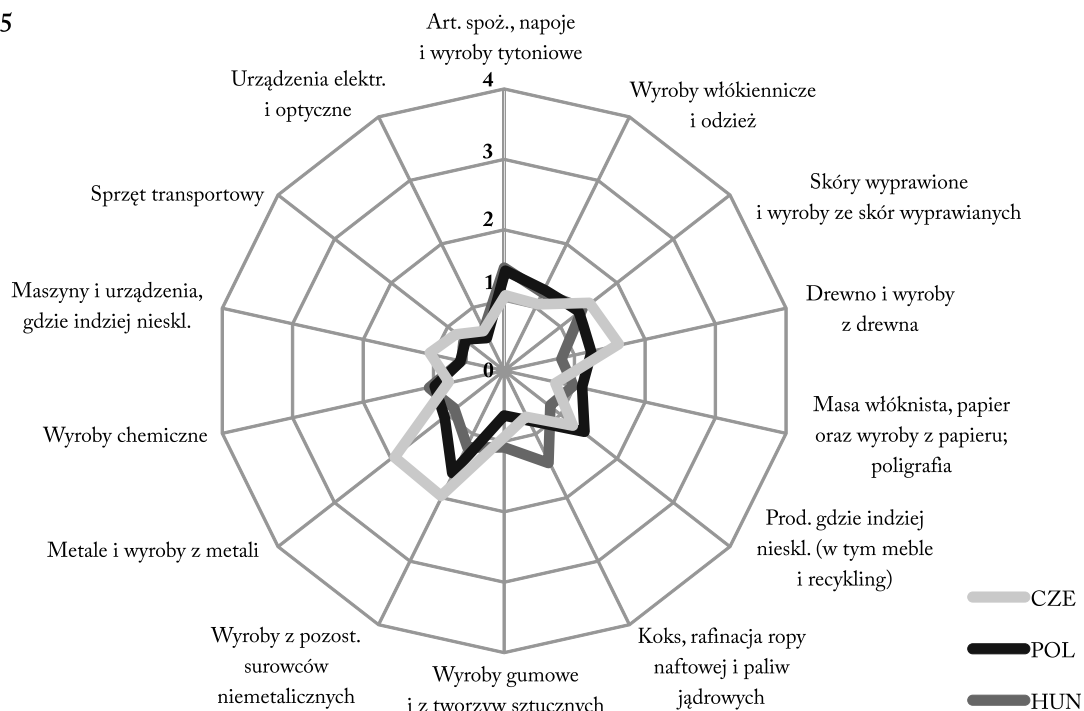 5
Art. spoż., napoje
i wyroby tytoniowe
Wyroby włókiennicze
i odzież
Skóry wyprawione
i wyroby ze skór wyprawianych
Drewno i wyroby
z drewna
Masa włóknista, papier
oraz wyroby z papieru;
poligrafia
Prod. gdzie indziej
nieskl. (w tym meble
i recykling)
Koks, rafinacja ropy
naftowej i paliw
jądrowych
Wyroby gumowe
i z tworzyw sztucznych
Wyroby z pozost.
surowców
niemetalicznych
Metale i wyroby z metali
Wyroby chemiczne
Maszyny i urządzenia,
gdzie indziej nieskl.
Sprzęt transportowy
Urządzenia elektr.
i optyczne
4
3
2
1
0
CZE
POL
HUN